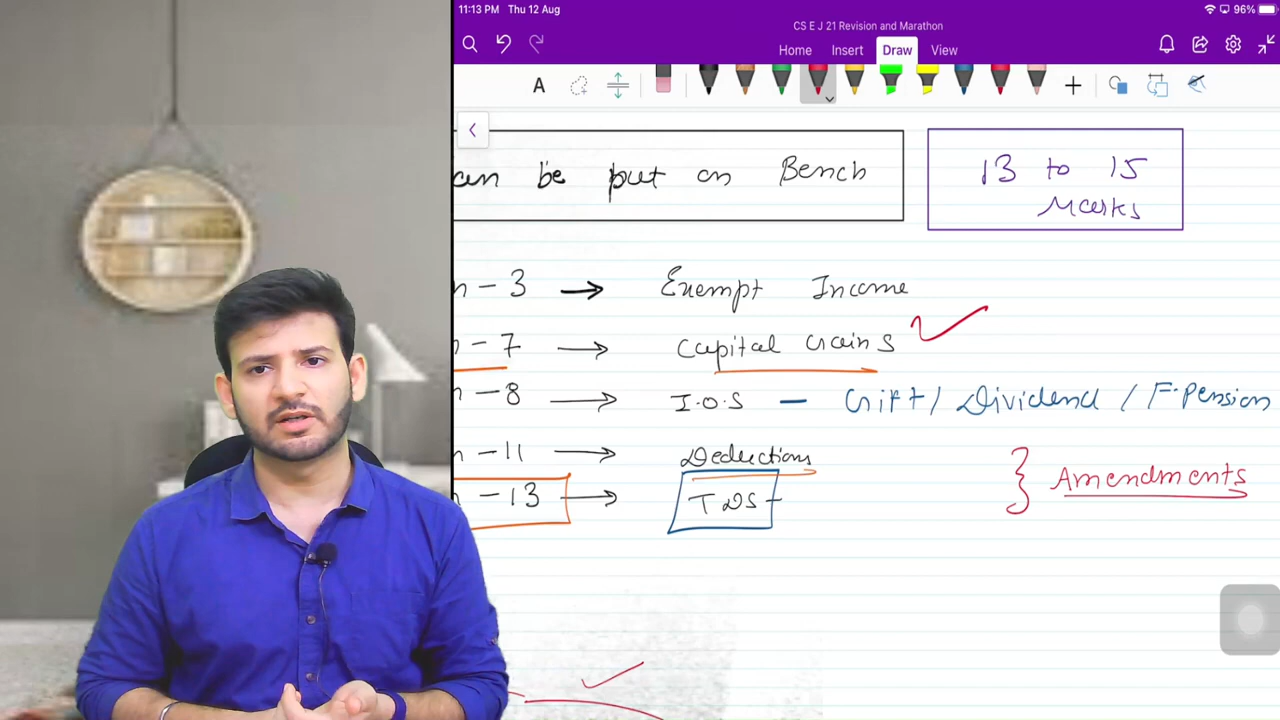 11:13 PM Thu 12 Aug
96%
CS E J 21 Revision and Marathon
Home Insert Draw View
A
can be put on Bench
13 to 15
Marks
n - 3 → Exempt Income
n - 7 → Capital Gains
n - 8 → I.O.S - Gift / Dividend / F.Pension
n - 11 → Deductions
n - 13 → TDS
} Amendments